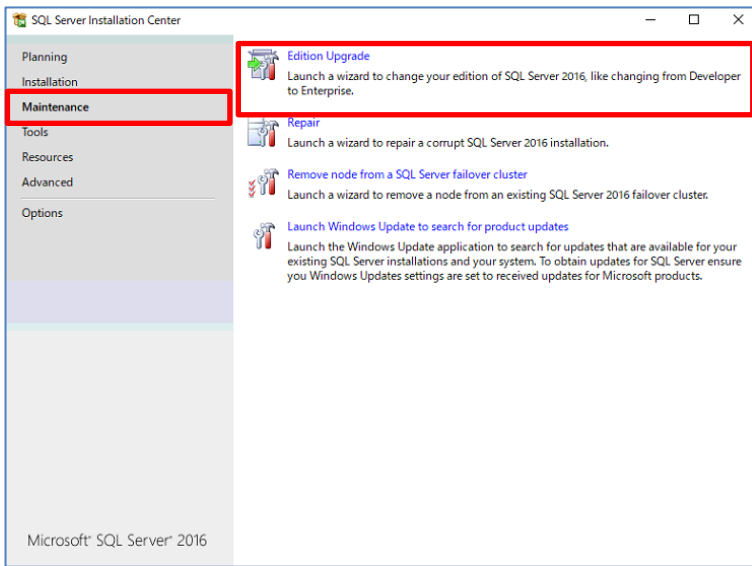 SQL Server Installation Center
Planning
Installation
Maintenance
Tools
Resources
Advanced
Options
Edition Upgrade
Launch a wizard to change your edition of SQL Server 2016, like changing from Developer
to Enterprise.
Repair
Launch a wizard to repair a corrupt SQL Server 2016 installation.
Remove node from a SQL Server failover cluster
Launch a wizard to remove a node from an existing SQL Server 2016 failover cluster.
Launch Windows Update to search for product updates
Launch the Windows Update application to search for updates that are available for your
existing SQL Server installations and your system. To obtain updates for SQL Server ensure
you Windows Updates settings are set to received updates for Microsoft products.
Microsoft® SQL Server® 2016